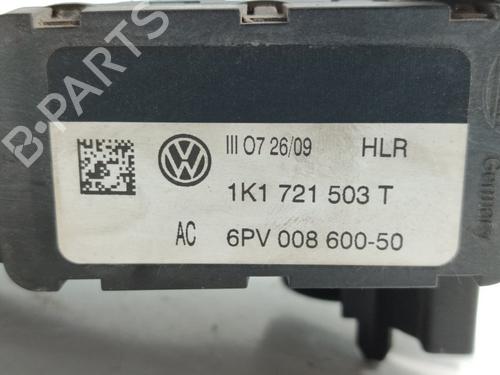 III 07 26/09 HLR
1K1 721 503 T
AC 6PV 008 600-50
Germany
B-PARTS